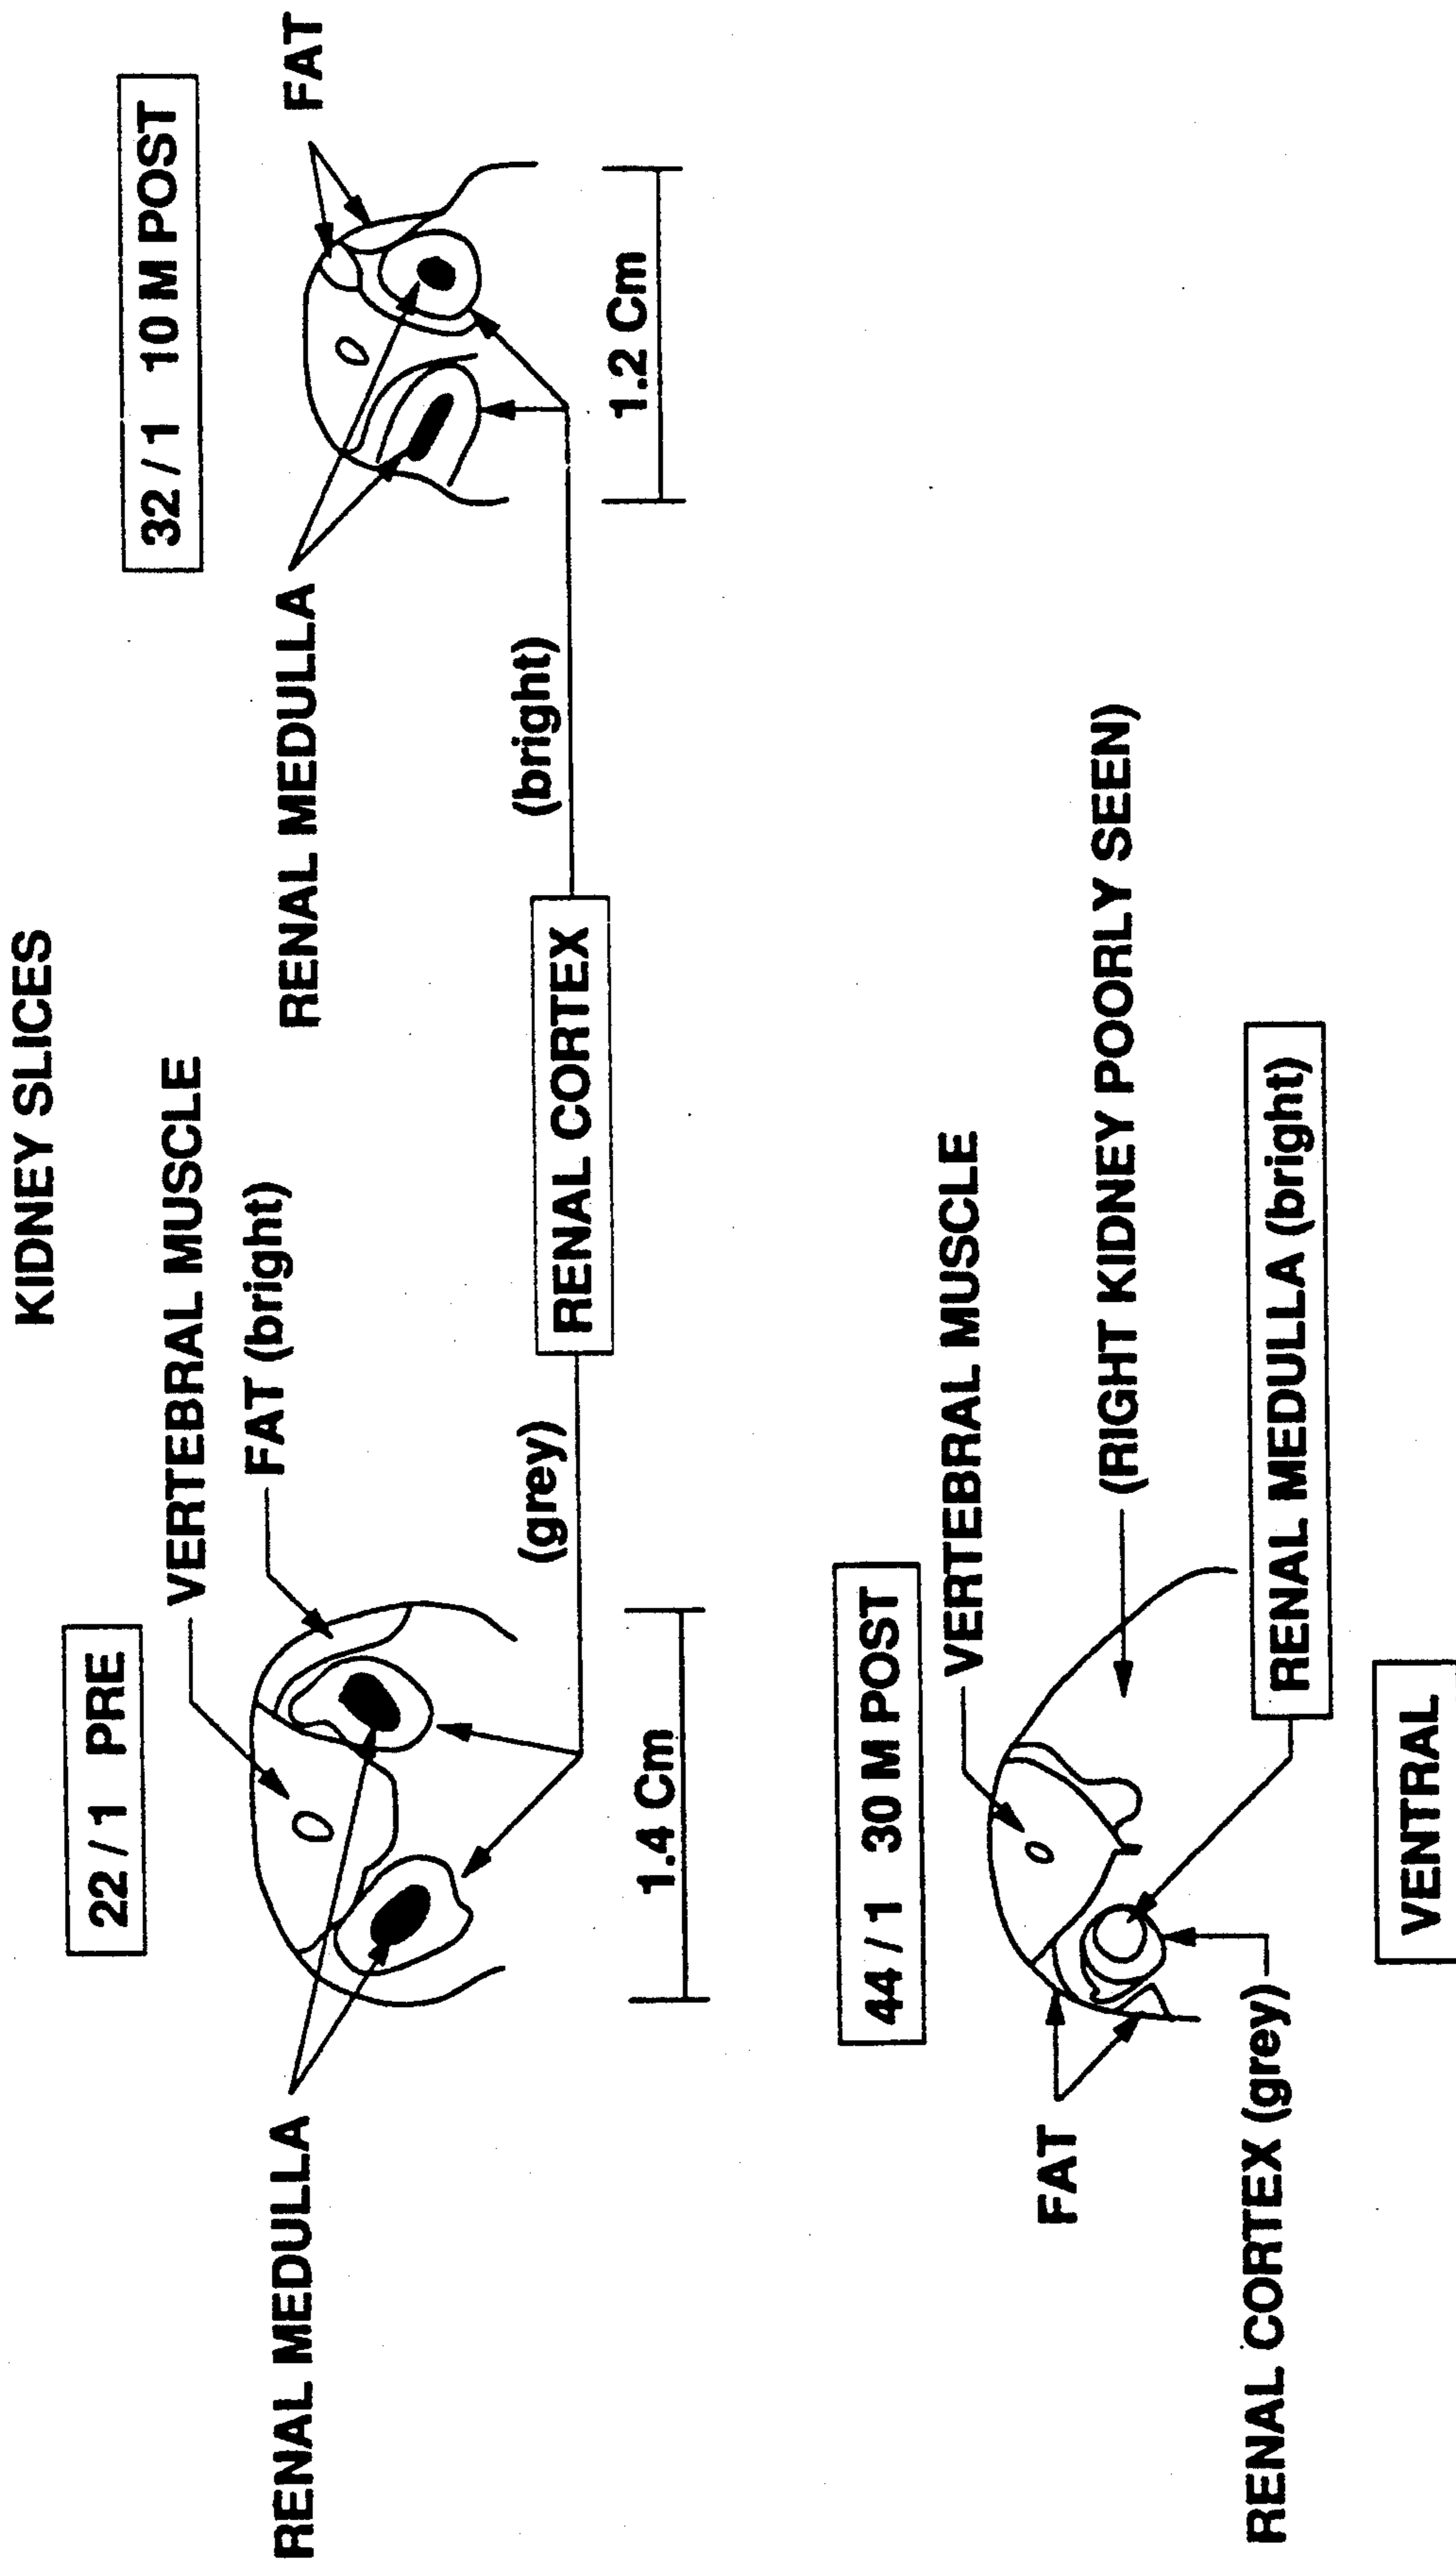 KIDNEY SLICES
22 / 1 PRE
VERTEBRAL MUSCLE
FAT (bright)
RENAL MEDULLA
(grey)
1.4 Cm
RENAL CORTEX
32 / 1 10 M POST
FAT
RENAL MEDULLA
(bright)
1.2 Cm
44 / 1 30 M POST
VERTEBRAL MUSCLE
FAT
(RIGHT KIDNEY POORLY SEEN)
RENAL CORTEX (grey)
RENAL MEDULLA (bright)
VENTRAL